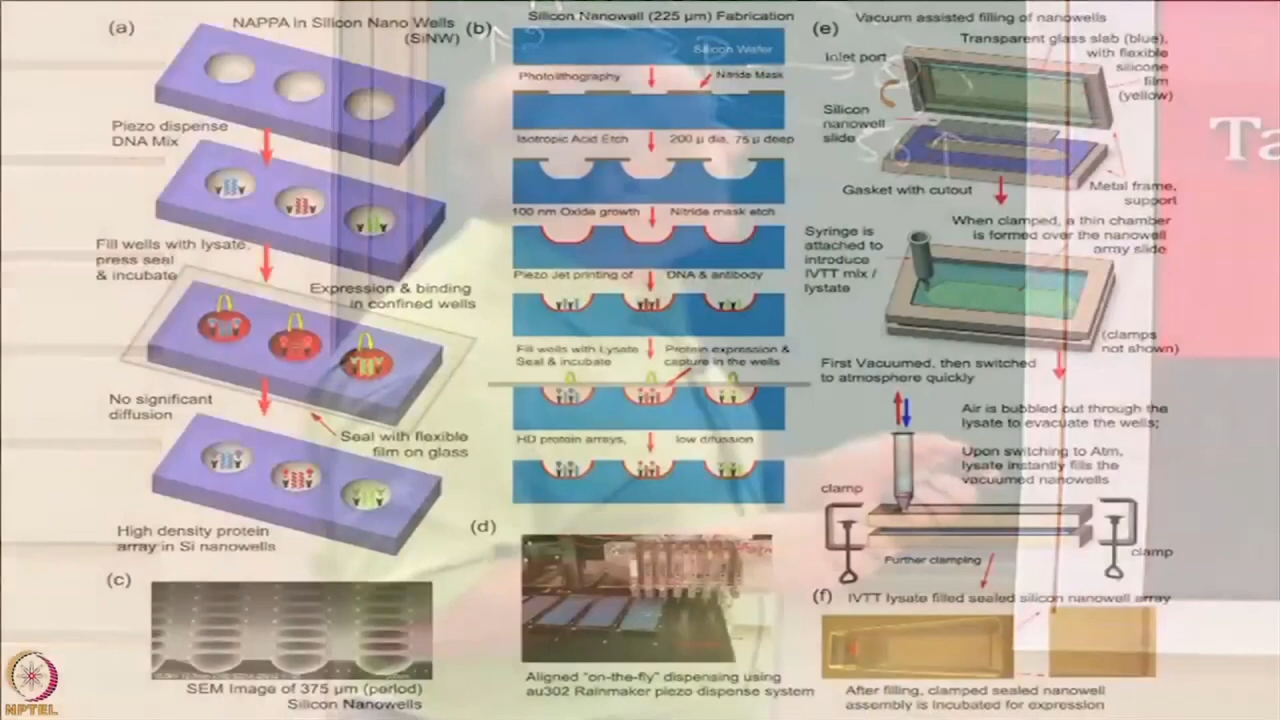 (a)
NAPPA in Silicon Nano Wells
(SiNW)
Piezo dispense
DNA Mix
Fill wells with lysate,
press seal
& incubate
Expression & binding
in confined wells
No significant
diffusion
Seal with flexible
film on glass
High density protein
array in Si nanowells
(c)
SEM Image of 375 µm (period)
Silicon Nanowells
(b)
Silicon Nanowell (225 µm) Fabrication
Silicon Wafer
Photolithography
Nitride Mask
Isotropic Acid Etch
200 µ dia, 75 µ deep
100 nm Oxide growth
Nitride mask etch
Piezo Jet printing of
DNA & antibody
Fill wells with Lysate
Seal & incubate
Protein expression &
capture in the wells
HD protein arrays,
low difussion
(d)
Aligned "on-the-fly" dispensing using
au302 Rainmaker piezo dispense system
(e)
Vacuum assisted filling of nanowells
Transparent glass slab (blue),
with flexible
silicone
film
(yellow)
Inlet port
Silicon
nanowell
slide
Gasket with cutout
Metal frame,
support
When clamped, a thin chamber
is formed over the nanowell
array slide
Syringe is
attached to
introduce
IVTT mix /
lystate
(clamps
not shown)
First Vacuumed, then switched
to atmosphere quickly
Air is bubbled out through the
lysate to evacuate the wells;
Upon switching to Atm,
lysate instantly fills the
vacuumed nanowells
clamp
clamp
Further clamping
(f)
IVTT lysate filled sealed silicon nanowell array
After filling, clamped sealed nanowell
assembly is incubated for expression
Ta
NPTEL